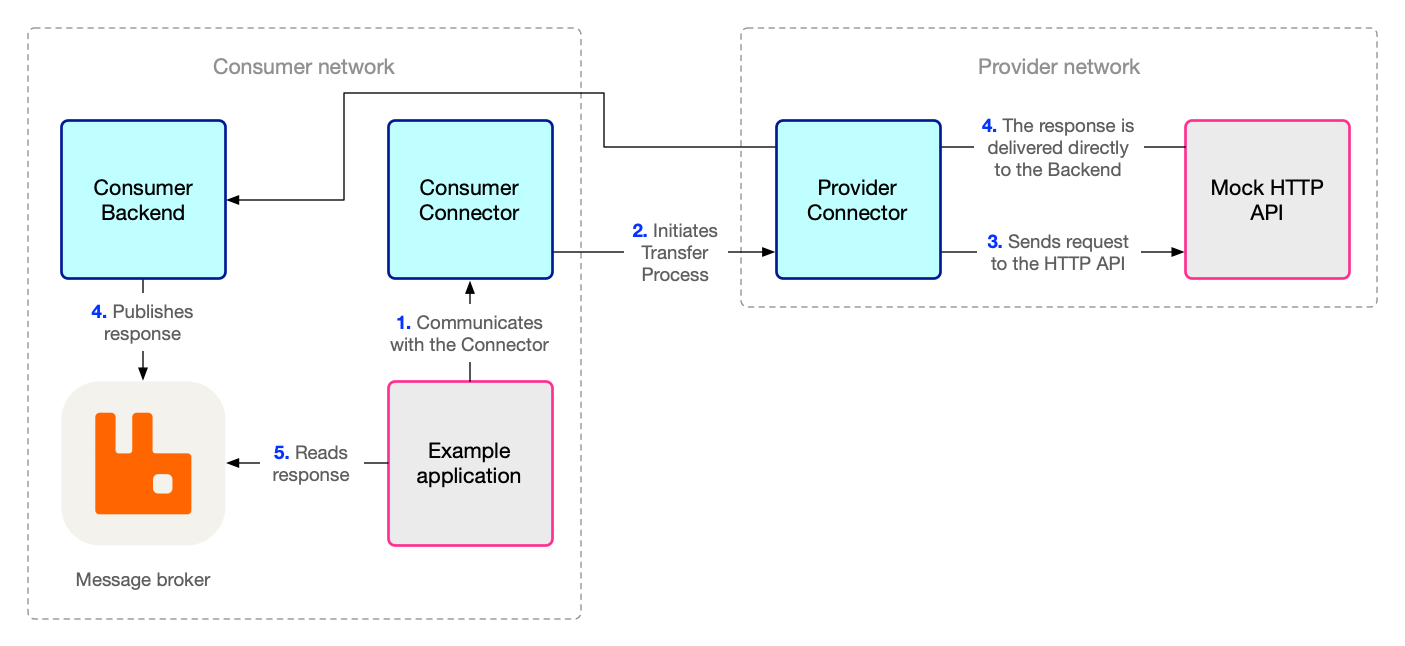 Consumer network
Provider network
Consumer
Backend
Consumer
Connector
Provider
Connector
4. The response is
delivered directly
to the Backend
Mock HTTP
API
2. Initiates
Transfer
Process
3. Sends request
to the HTTP API
4. Publishes
response
1. Communicates
with the Connector
5. Reads
response
Example
application
Message broker